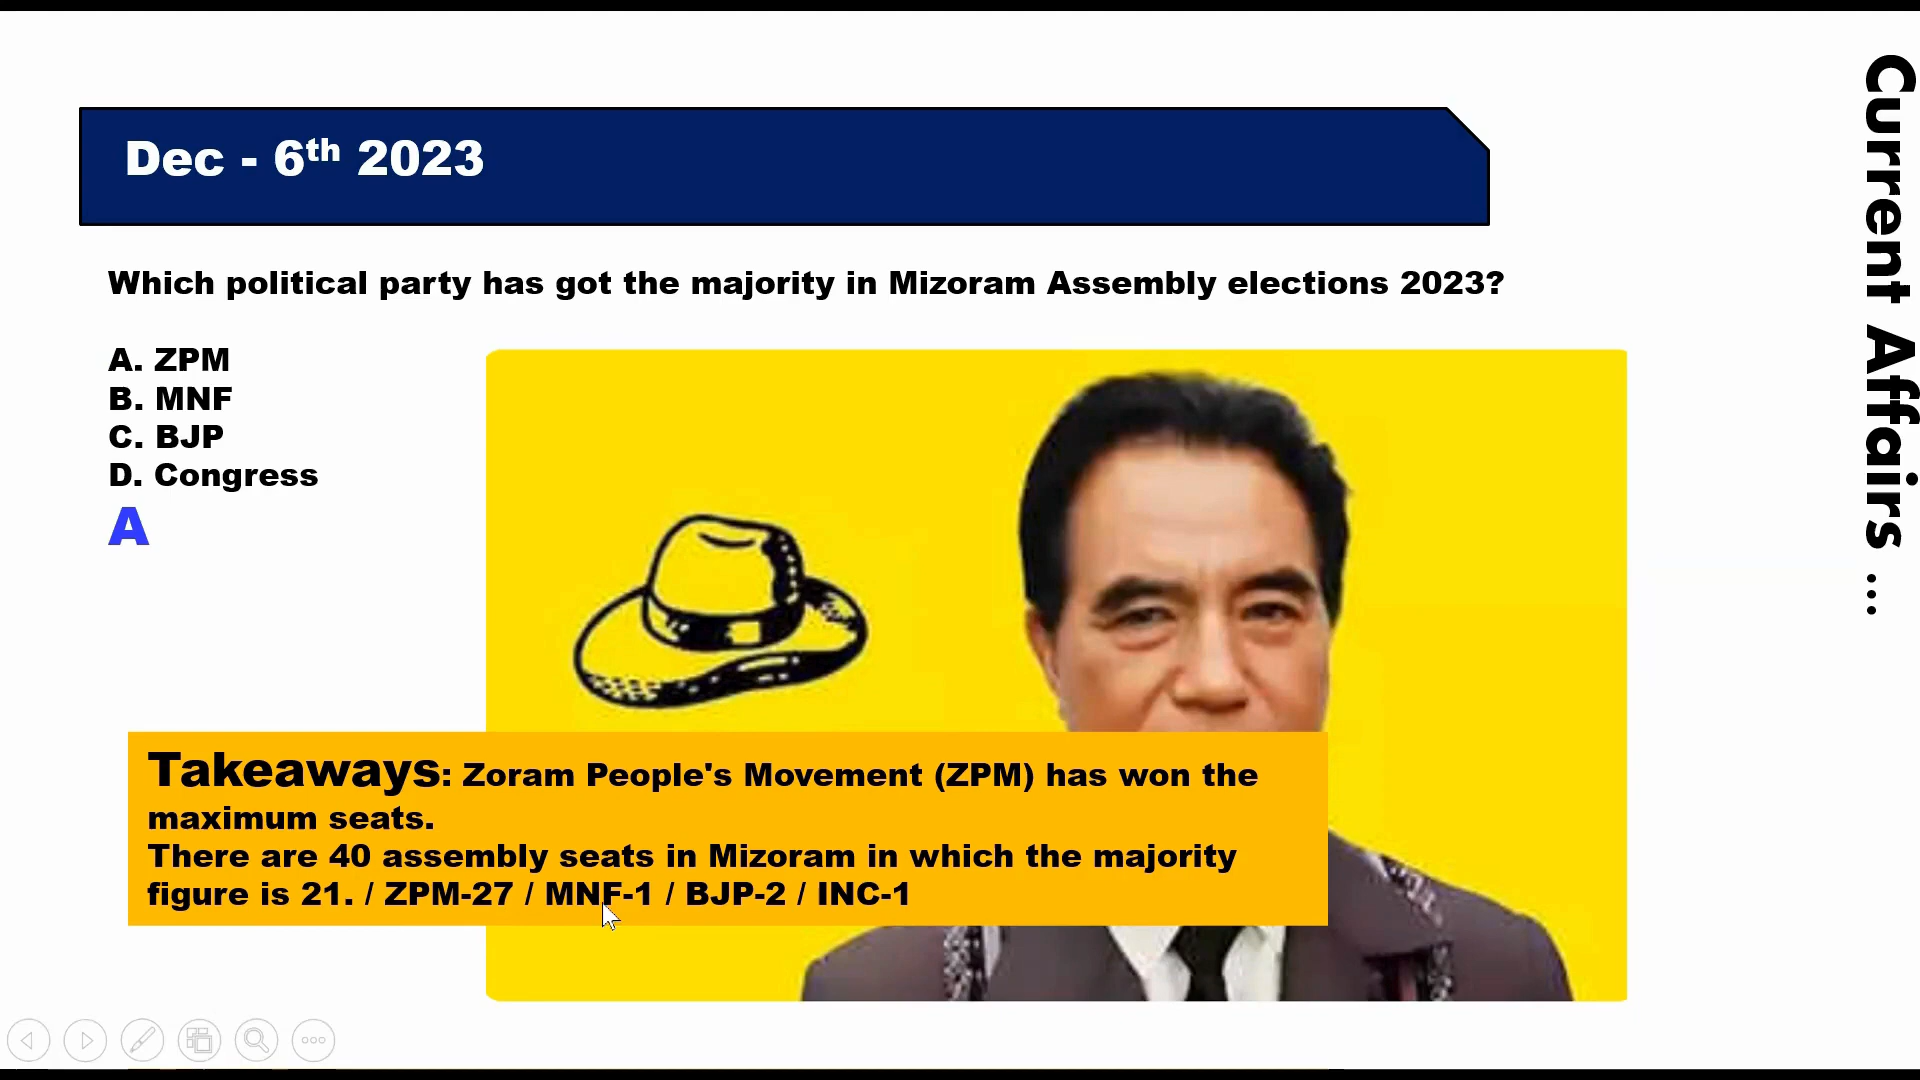 Dec - 6th 2023
Which political party has got the majority in Mizoram Assembly elections 2023?
A. ZPM
B. MNF
C. BJP
D. Congress
A
Takeaways: Zoram People's Movement (ZPM) has won the
maximum seats.
There are 40 assembly seats in Mizoram in which the majority
figure is 21. / ZPM-27 / MNF-1 / BJP-2 / INC-1
Current Affairs ...